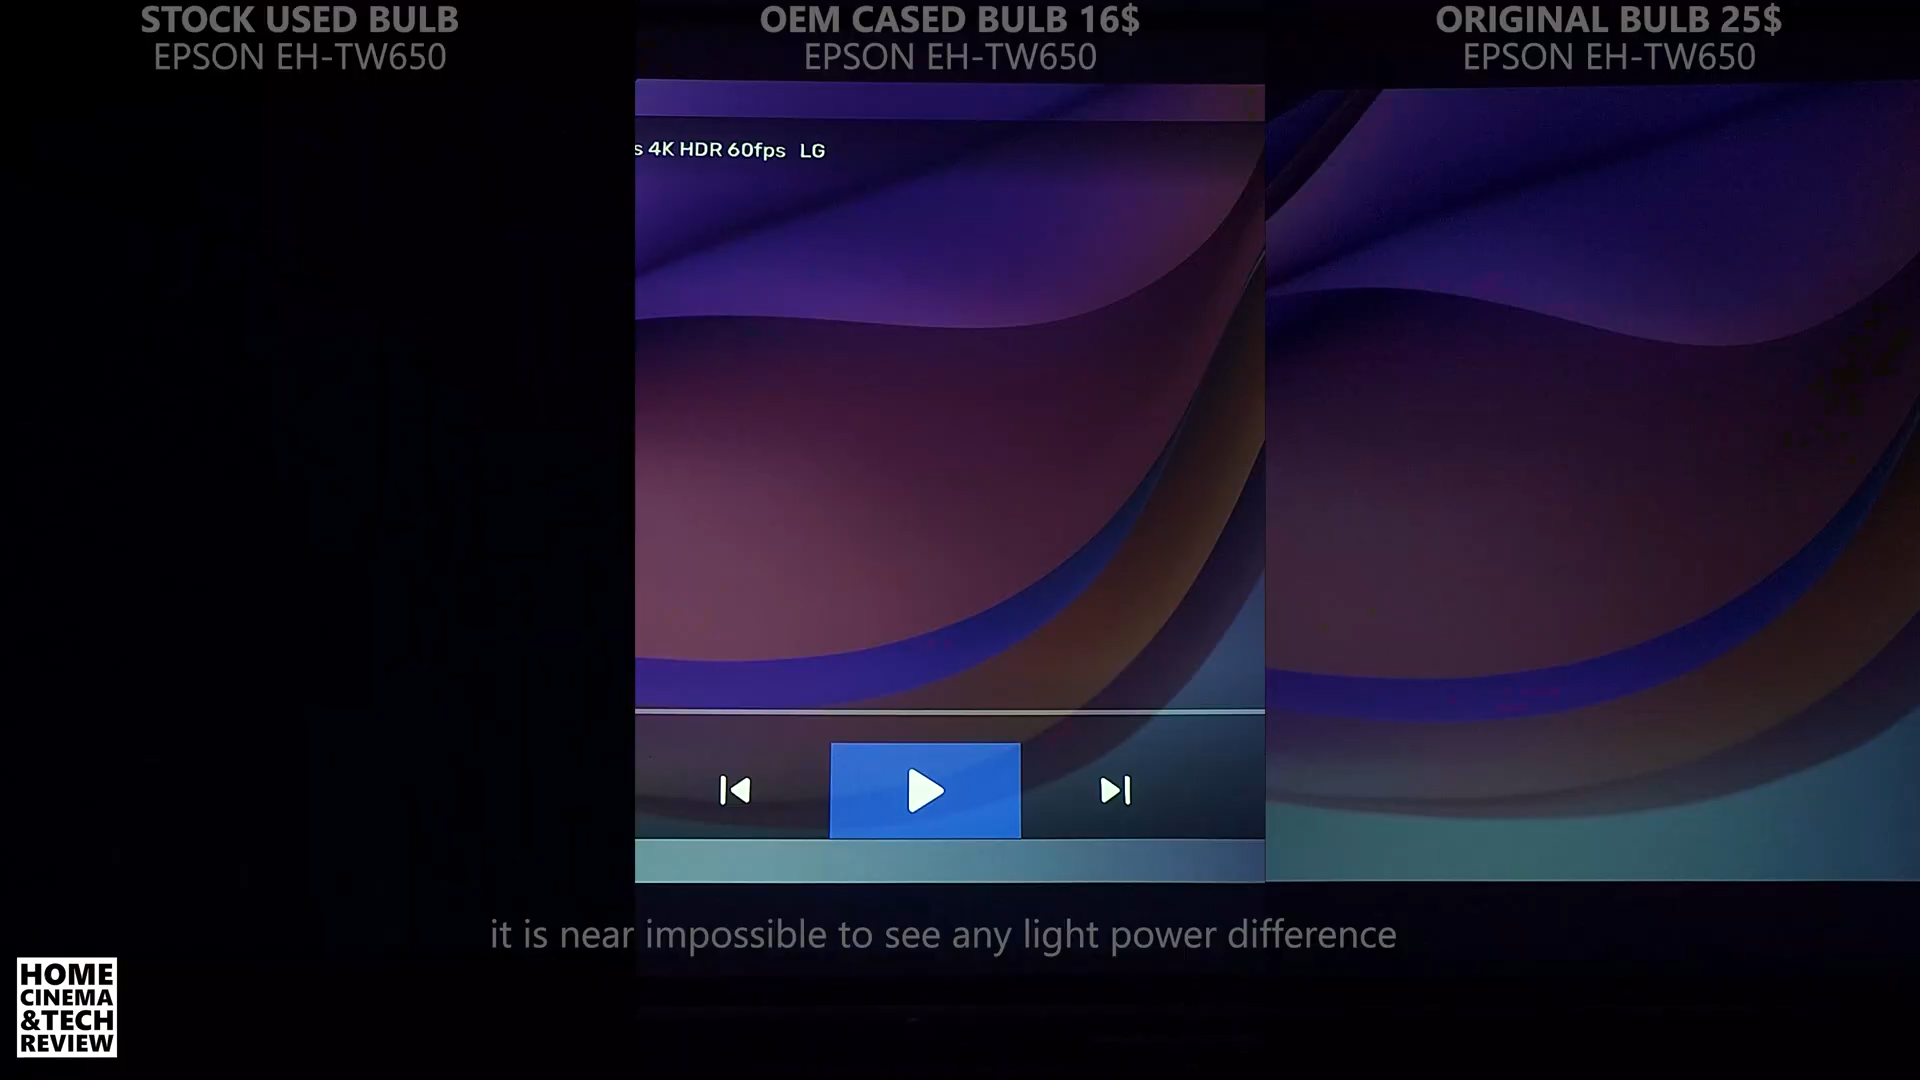 STOCK USED BULB
EPSON EH-TW650
OEM CASED BULB 16$
EPSON EH-TW650
ORIGINAL BULB 25$
EPSON EH-TW650
s 4K HDR 60fps LG
it is near impossible to see any light power difference
HOME
CINEMA
&TECH
REVIEW